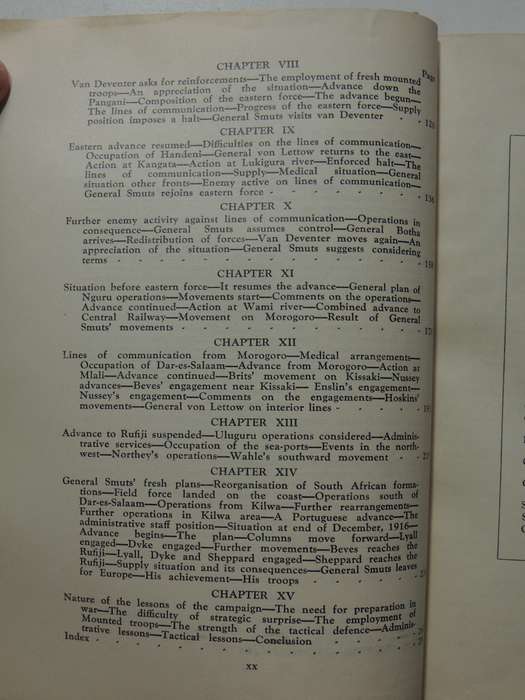 CHAPTER VIII
Page
Van Deventer asks for reinforcements—The employment of fresh mounted
troops—An appreciation of the situation—Advance down the
Pangani—Composition of the eastern force—The advance begun—
The lines of communication—Progress of the eastern force—Supply
position imposes a halt—General Smuts visits van Deventer - -
CHAPTER IX
Eastern advance resumed—Difficulties on the lines of communication—
Occupation of Handeni—General von Lettow returns to the east—
Action at Kangata—Action at Lukigura river—Enforced halt—The
lines of communication—Supply—Medical situation—General
situation other fronts—Enemy active on lines of communication—
General Smuts rejoins eastern force - - - - - - -
CHAPTER X
Further enemy activity against lines of communication—Operations in
consequence—General Smuts assumes control—General Botha
arrives—Redistribution of forces—Van Deventer moves again—An
appreciation of the situation—General Smuts suggests considering
terms - - - - - - - - - - - - -
CHAPTER XI
Situation before eastern force—It resumes the advance—General plan of
Nguru operations—Movements start—Comments on the operations—
Advance continued—Action at Wami river—Combined advance to
Central Railway—Movement on Morogoro—Result of General
Smuts' movements - - - - - - - - - -
CHAPTER XII
Lines of communication from Morogoro—Medical arrangements—
Occupation of Dar-es-Salaam—Advance from Morogoro—Action at
Mlali—Advance continued—Brits' movement on Kissaki—Nussey
advances—Beves' engagement near Kissaki— Enslin's engagement—
Nussey's engagement—Comments on the engagements—Hoskins'
movements—General von Lettow on interior lines - - - - -
CHAPTER XIII
Advance to Rufiji suspended—Uluguru operations considered—Adminis-
trative services—Occupation of the sea-ports—Events in the north-
west—Northey's operations—Wahle's southward movement - -
CHAPTER XIV
General Smuts' fresh plans—Reorganisation of South African forma-
tions—Field force landed on the coast—Operations south of
Dar-es-Salaam—Operations from Kilwa—Further rearrangements—
Further operations in Kilwa area—A Portuguese advance—The
administrative staff position—Situation at end of December, 1916—
Advance begins—The plan—Columns move forward—Lyall
engaged—Dyke engaged—Further movements—Beves reaches the
Rufiji—Lyall, Dyke and Sheppard engaged—Sheppard reaches the
Rufiji—Supply situation and its consequences—General Smuts leaves
for Europe—His achievement—His troops - - - - -
CHAPTER XV
Nature of the lessons of the campaign—The need for preparation in
war—The difficulty of strategic surprise—The employment of
Mounted troops—The strength of the tactical defence—Adminis-
trative lessons—Tactical lessons—Conclusion - - - - -
Index - - - - - - - - - - - - -
xx